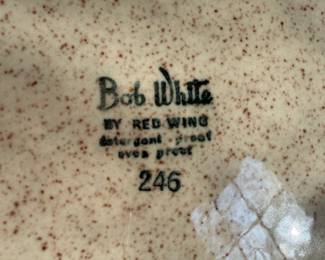 Bob White
BY RED WING
detergent proof
oven proof
246